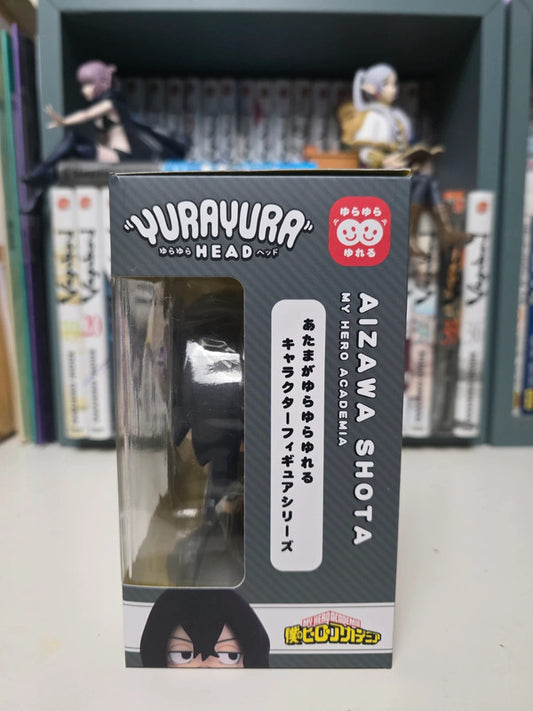 "YURAYURA"
ゆらゆら HEAD ヘッド
ゆらゆら
ゆれる
AIZAWA SHOTA
MY HERO ACADEMIA
あたまがゆらゆらゆれる
キャラクターフィギュアシリーズ
MY HERO ACADEMIA
僕のヒーローアカデミア
20